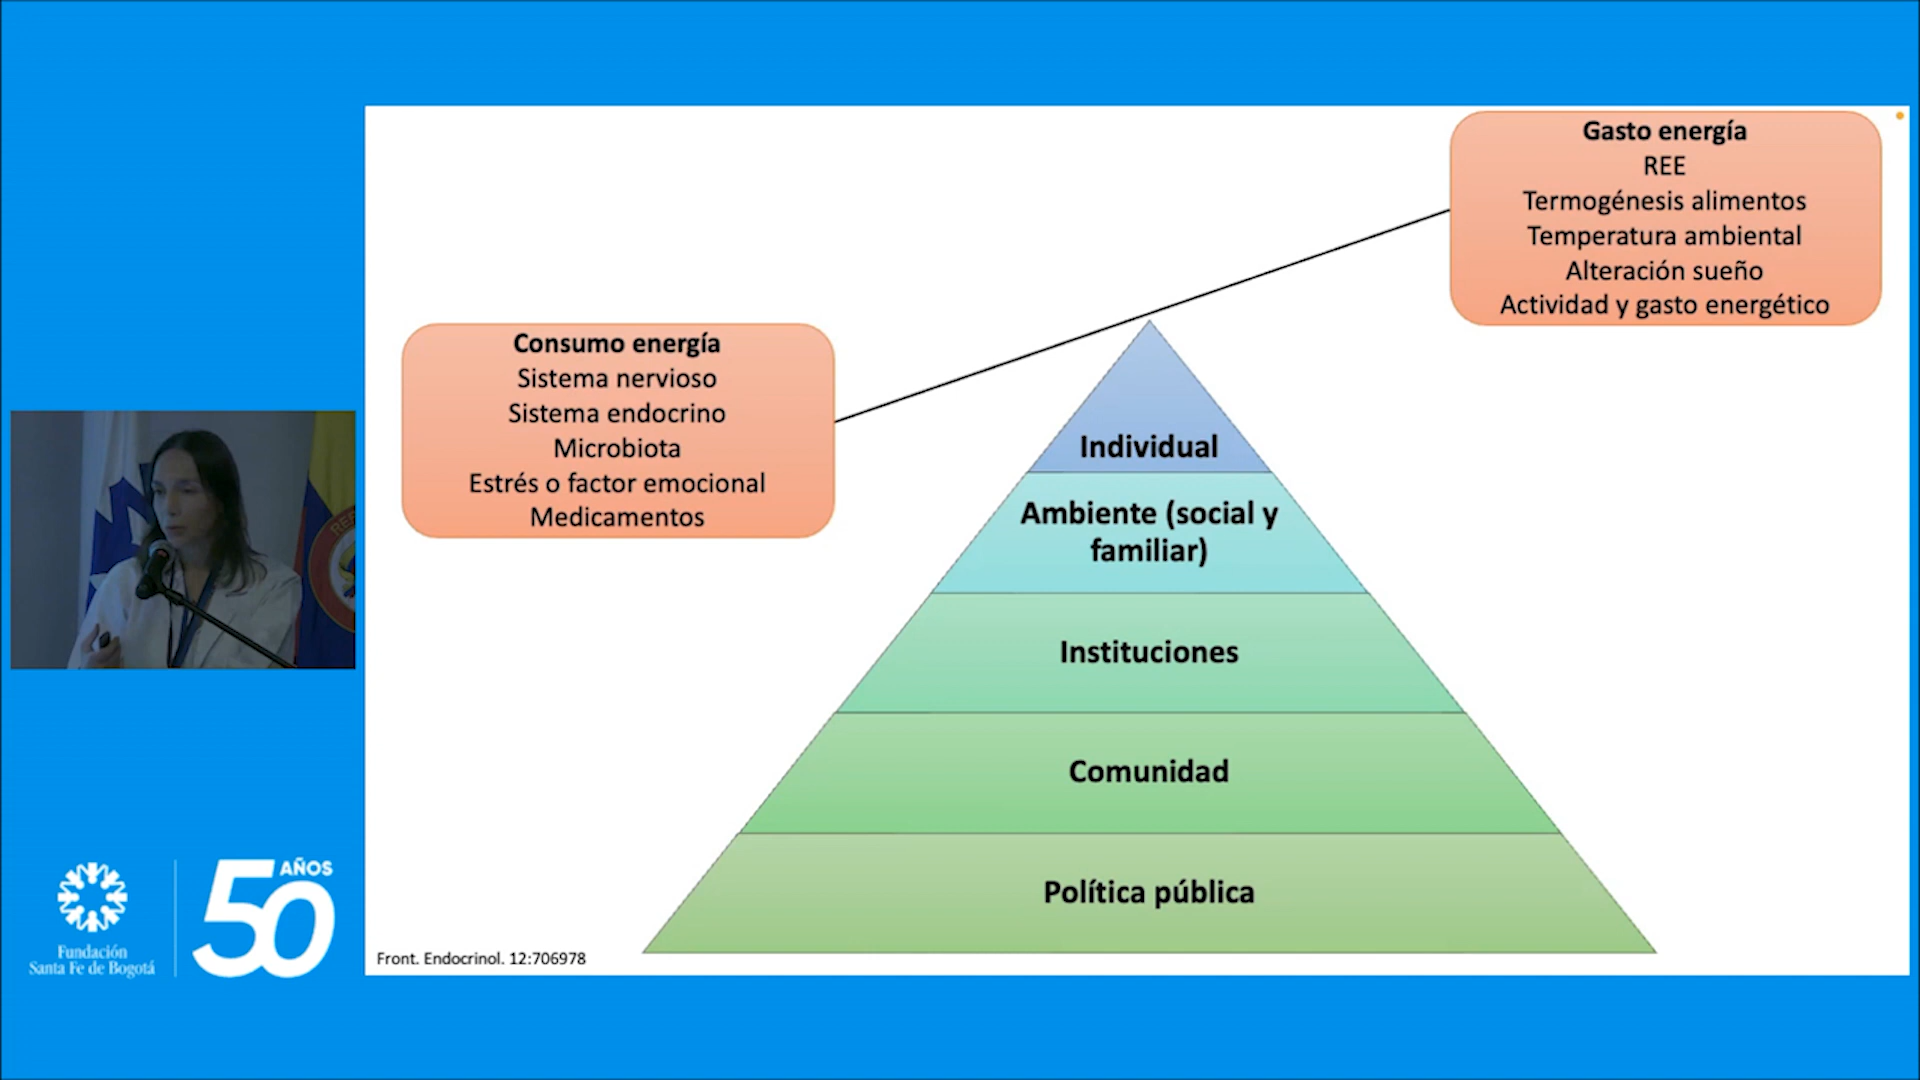 Gasto energía
REE
Termogénesis alimentos
Temperatura ambiental
Alteración sueño
Actividad y gasto energético
Consumo energía
Sistema nervioso
Sistema endocrino
Microbiota
Estrés o factor emocional
Medicamentos
Individual
Ambiente (social y
familiar)
Instituciones
Comunidad
Política pública
Front. Endocrinol. 12:706978
Fundación
Santa Fe de Bogotá
50 AÑOS